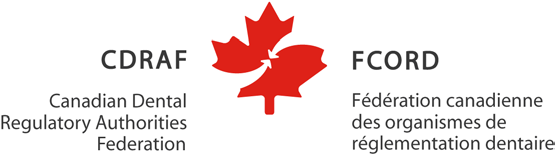 CDRAF
Canadian Dental
Regulatory Authorities
Federation
FCORD
Fédération canadienne
des organismes de
réglementation dentaire